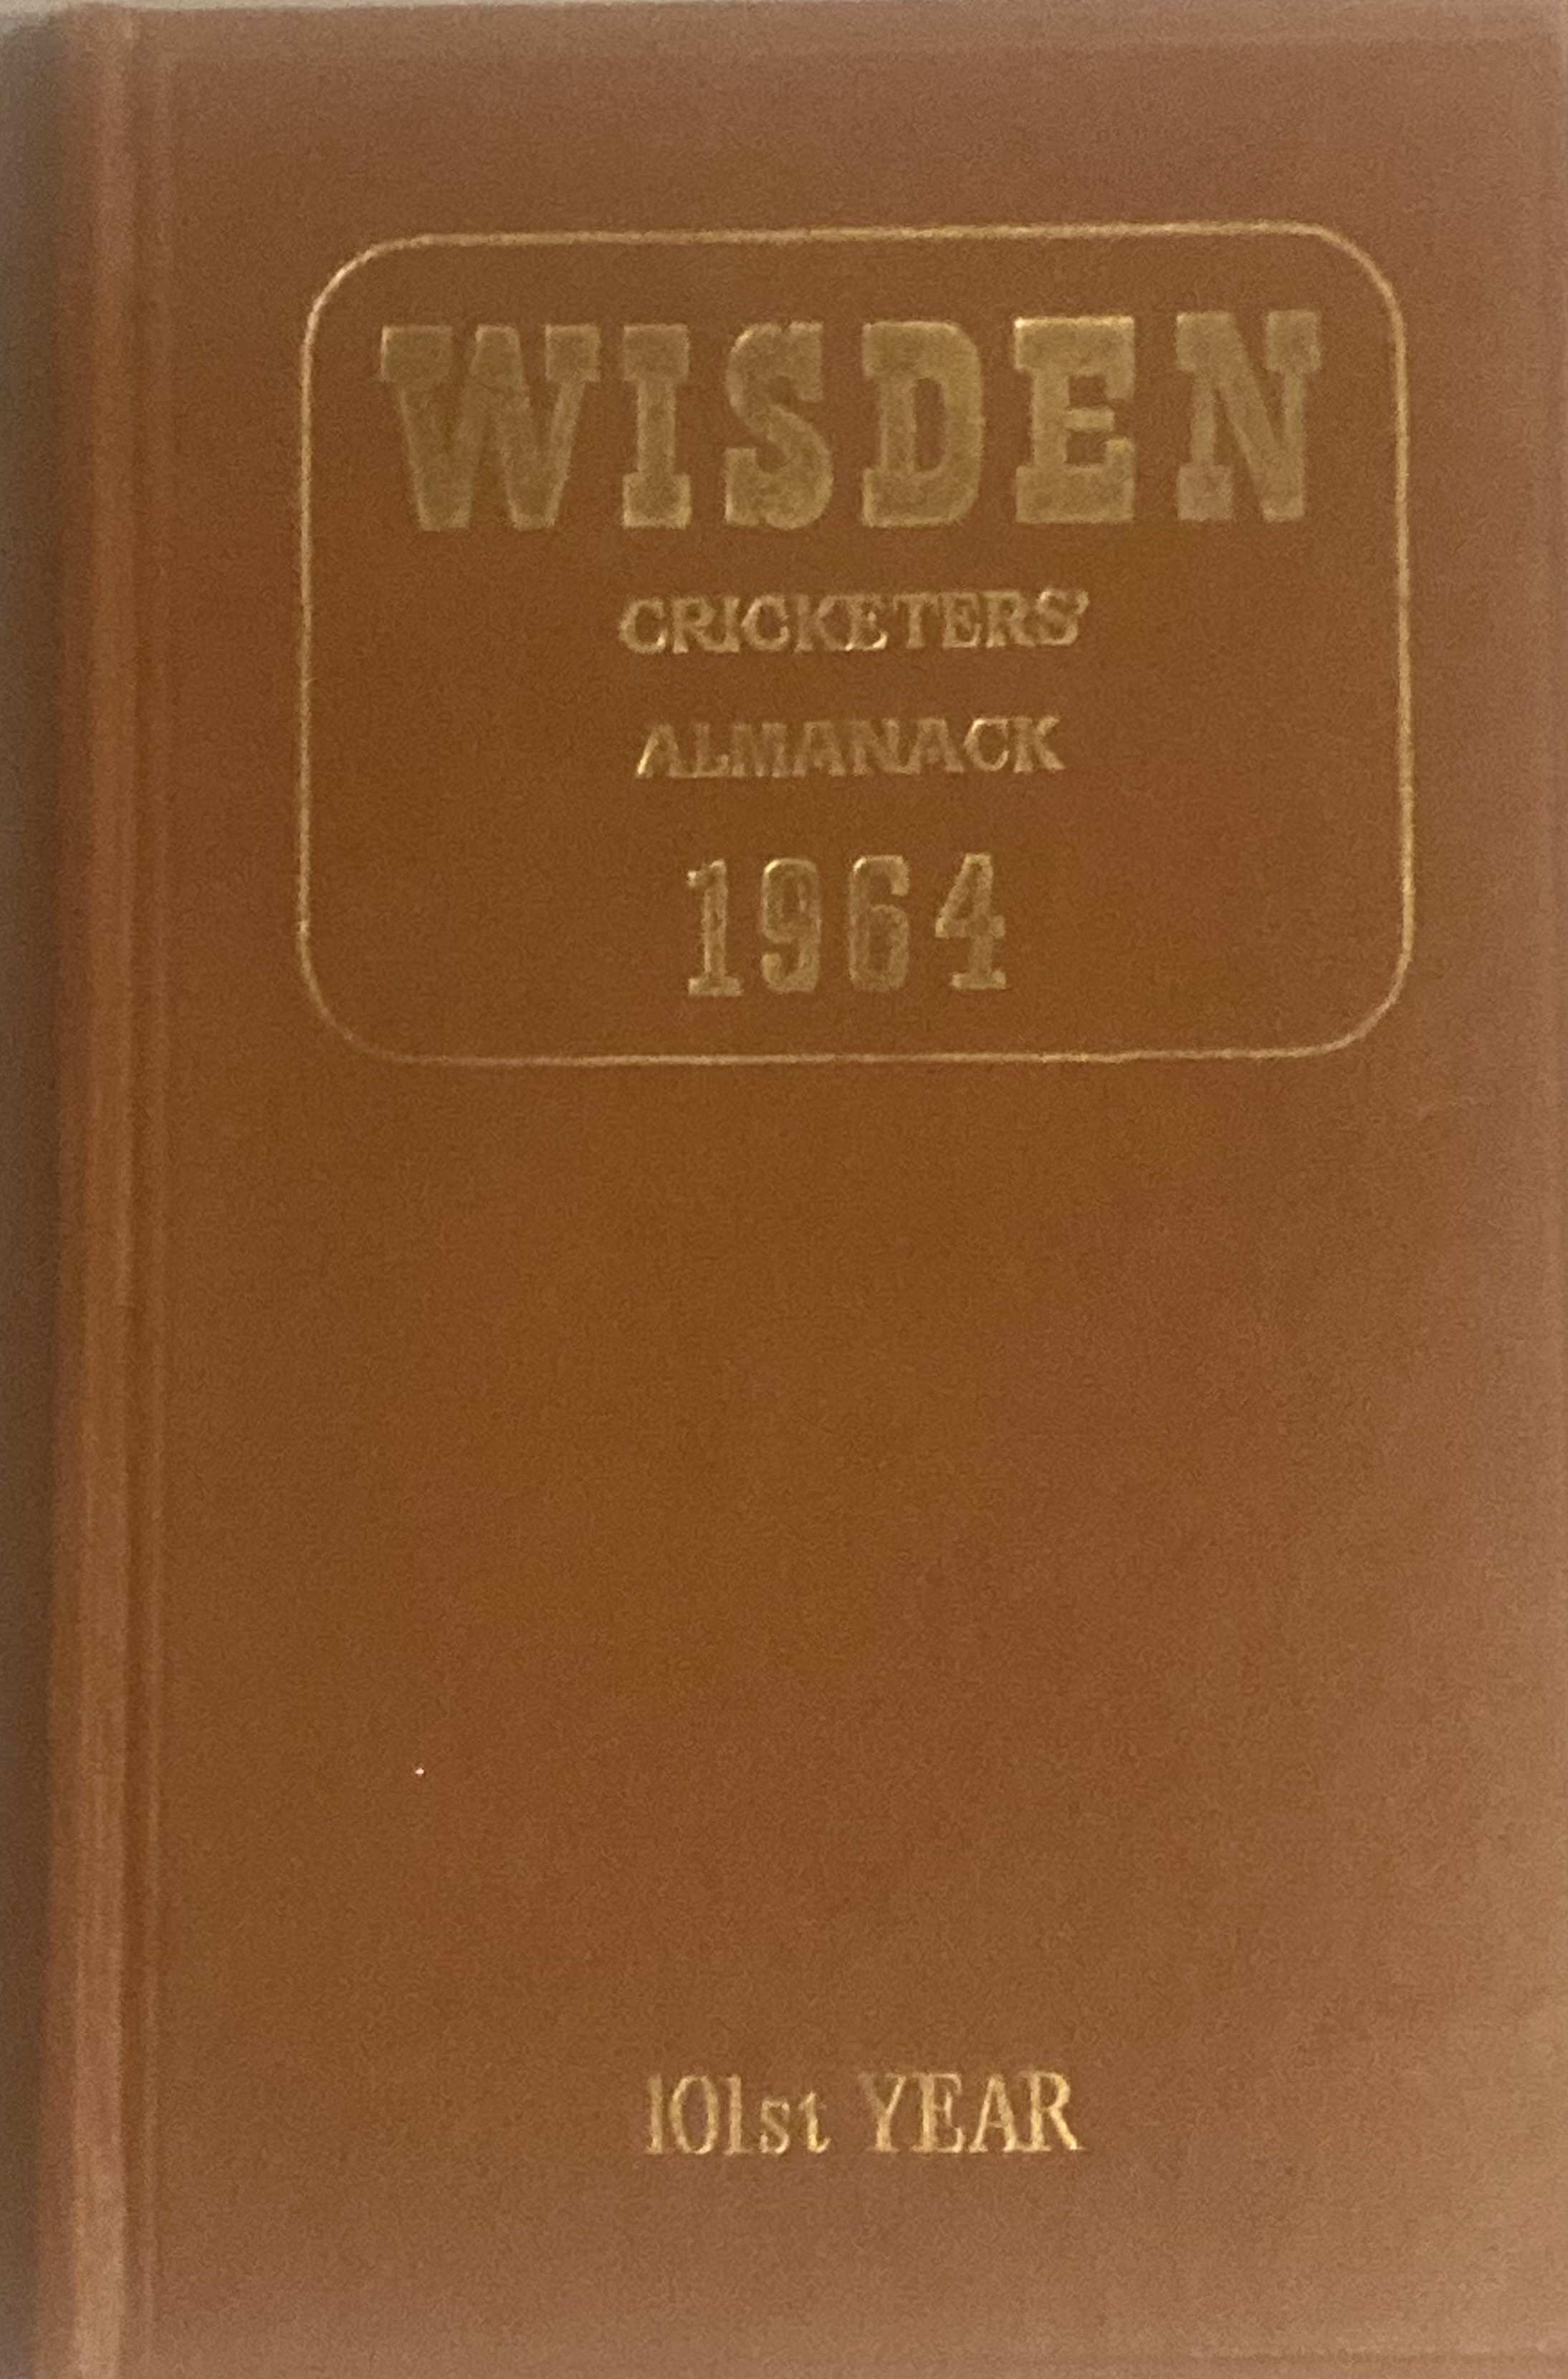 WISDEN
CRICKETERS'
ALMANACK
1964
101st YEAR